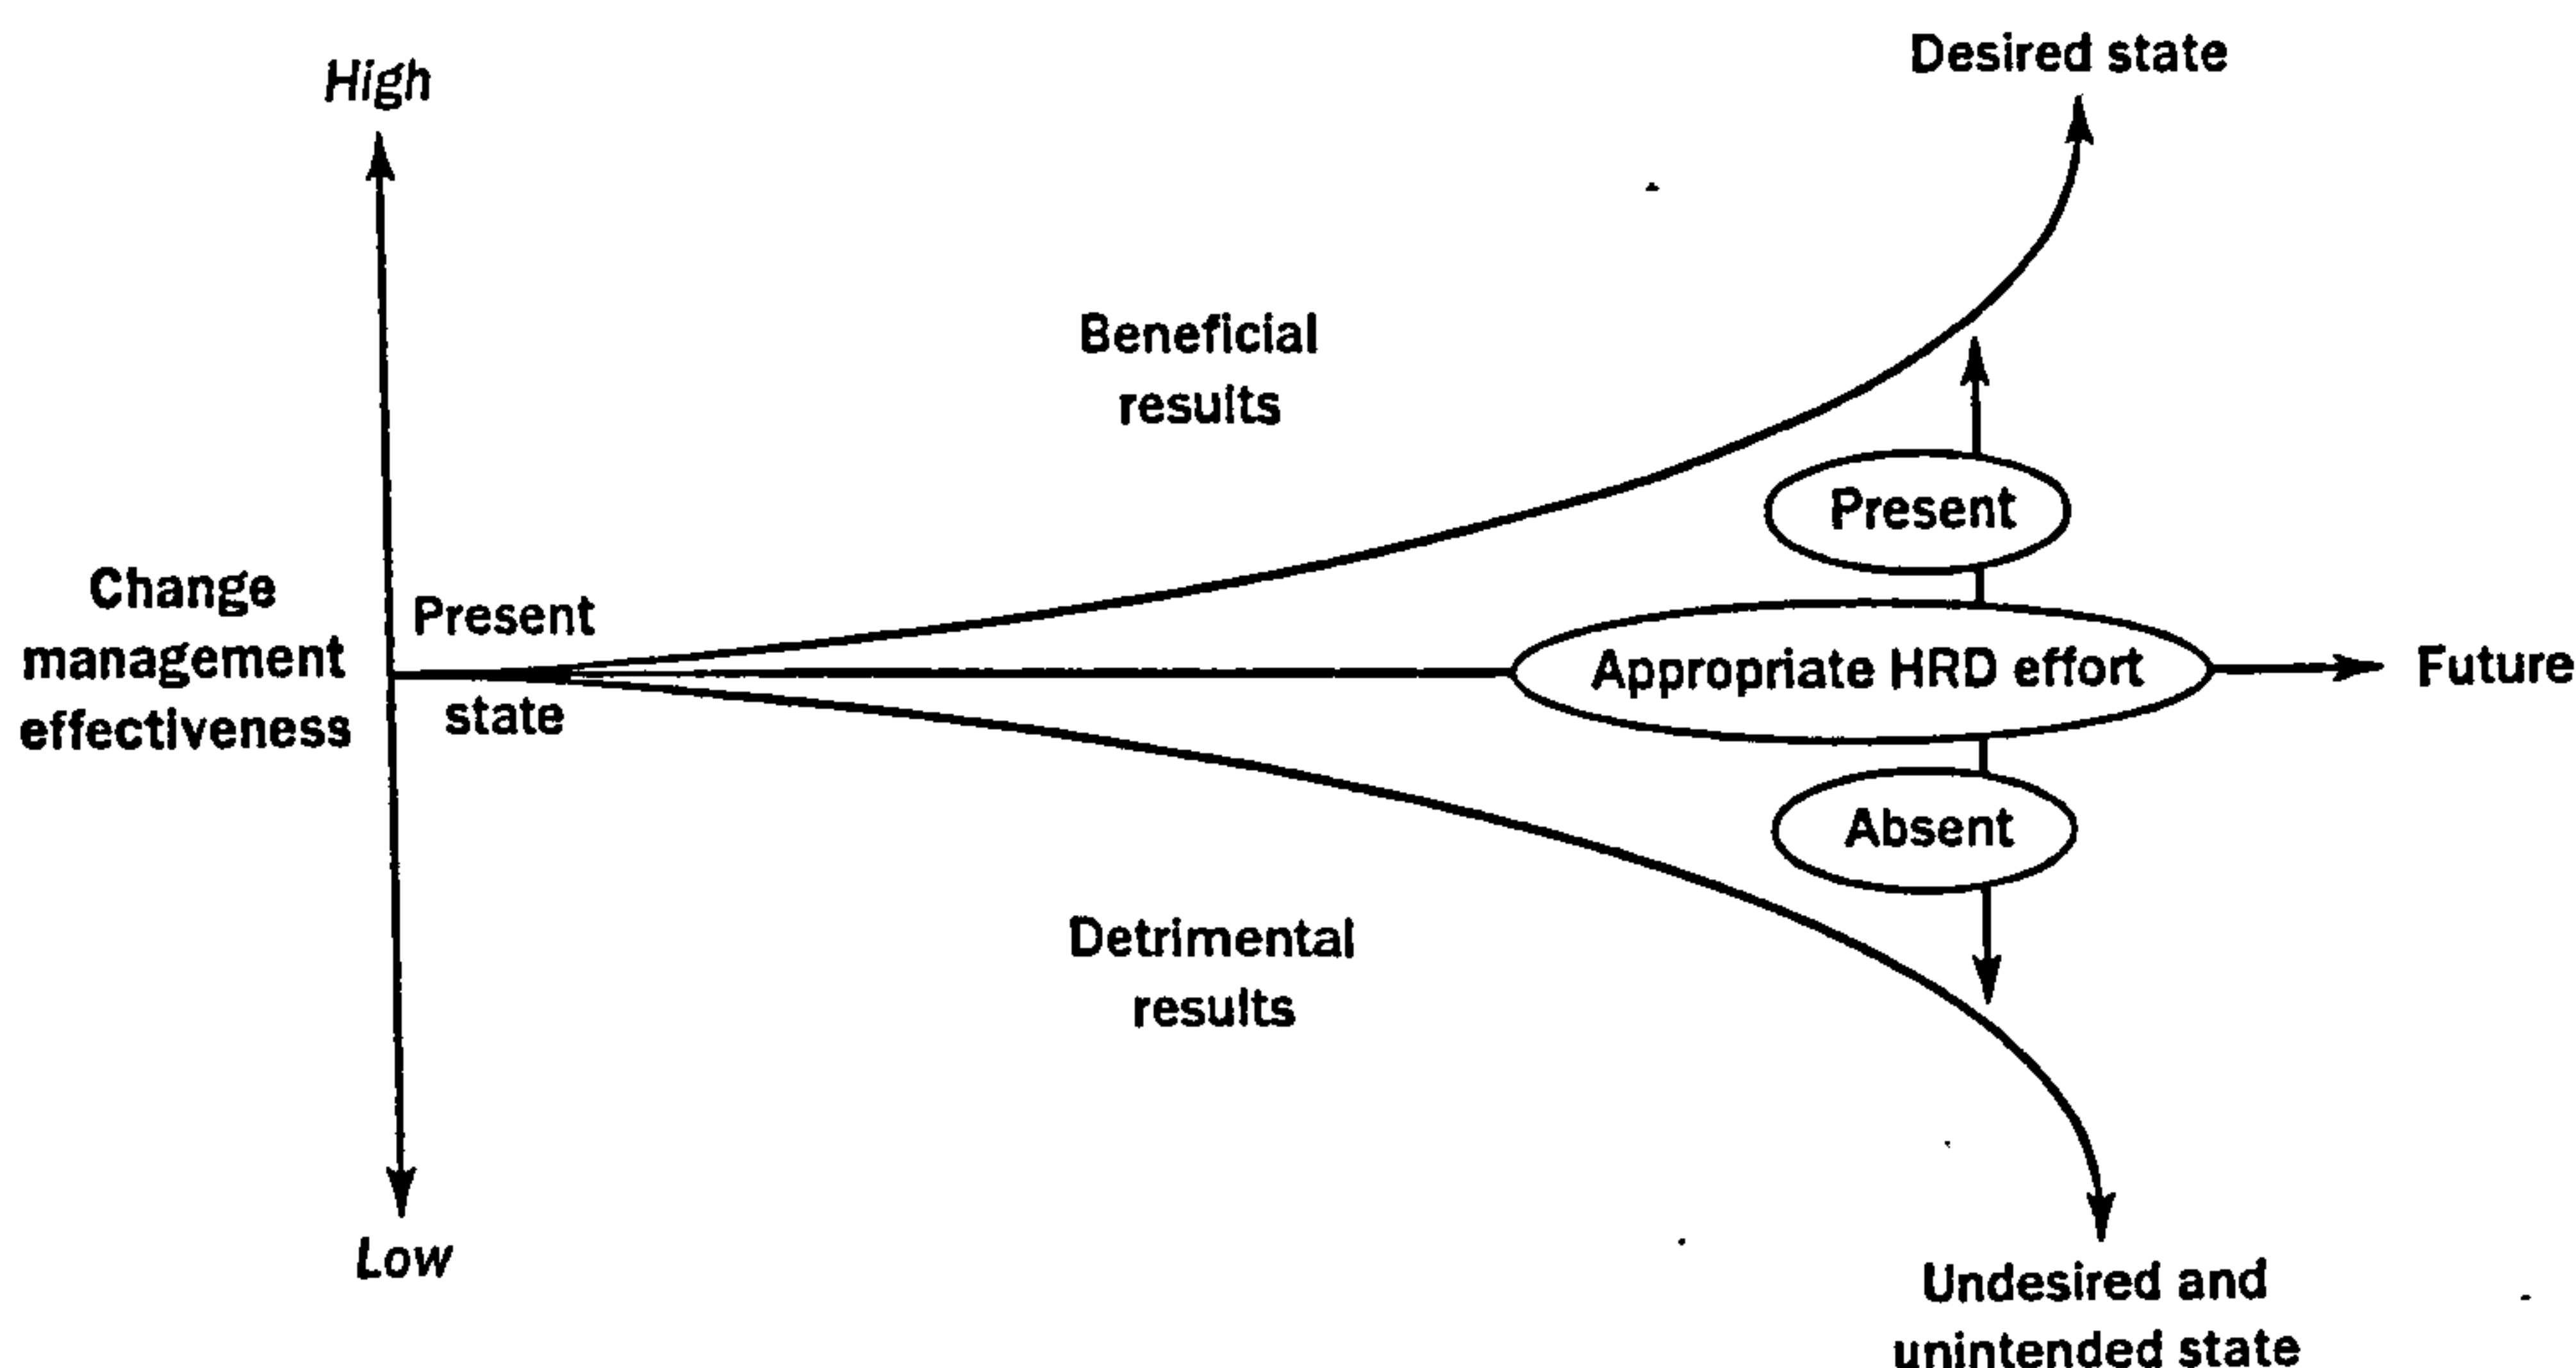 High
Desired state
Beneficial
results
Present
Change
management
effectiveness
Present
state
Appropriate HRD effort
Future
Absent
Detrimental
results
Low
Undesired and
unintended state